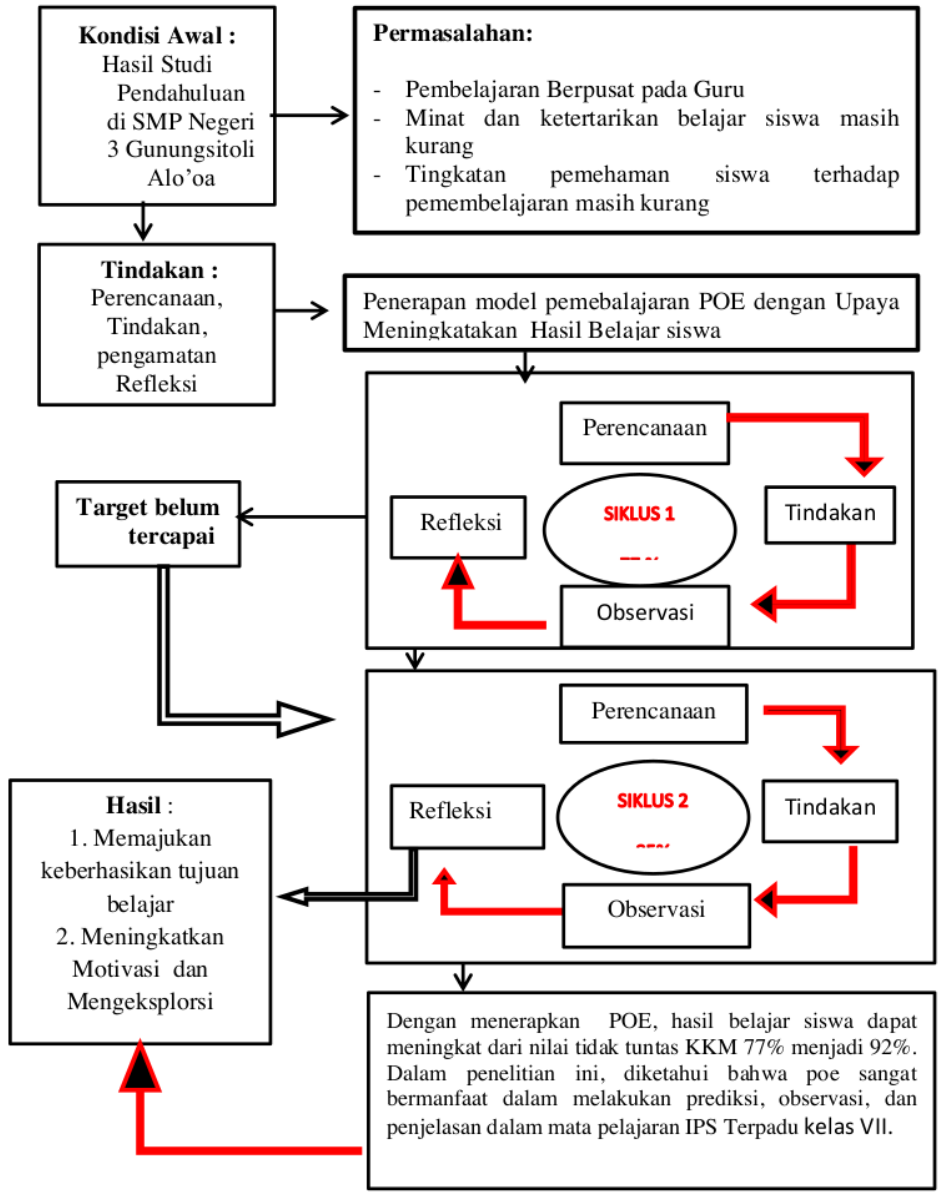 Kondisi Awal :
Hasil Studi
Pendahuluan
di SMP Negeri
3 Gunungsitoli
Alo’oa
Permasalahan:
- Pembelajaran Berpusat pada Guru
- Minat dan ketertarikan belajar siswa masih
kurang
- Tingkatan pemehaman siswa terhadap
pemembelajaran masih kurang
Tindakan :
Perencanaan,
Tindakan,
pengamatan
Refleksi
Penerapan model pemebalajaran POE dengan Upaya
Meningkatakan Hasil Belajar siswa
Perencanaan
Refleksi
SIKLUS 1
Tindakan
Observasi
Target belum
tercapai
Perencanaan
Refleksi
SIKLUS 2
Tindakan
Observasi
Hasil :
1. Memajukan
keberhasikan tujuan
belajar
2. Meningkatkan
Motivasi dan
Mengeksplorsi
Dengan menerapkan POE, hasil belajar siswa dapat
meningkat dari nilai tidak tuntas KKM 77% menjadi 92%.
Dalam penelitian ini, diketahui bahwa poe sangat
bermanfaat dalam melakukan prediksi, observasi, dan
penjelasan dalam mata pelajaran IPS Terpadu kelas VII.